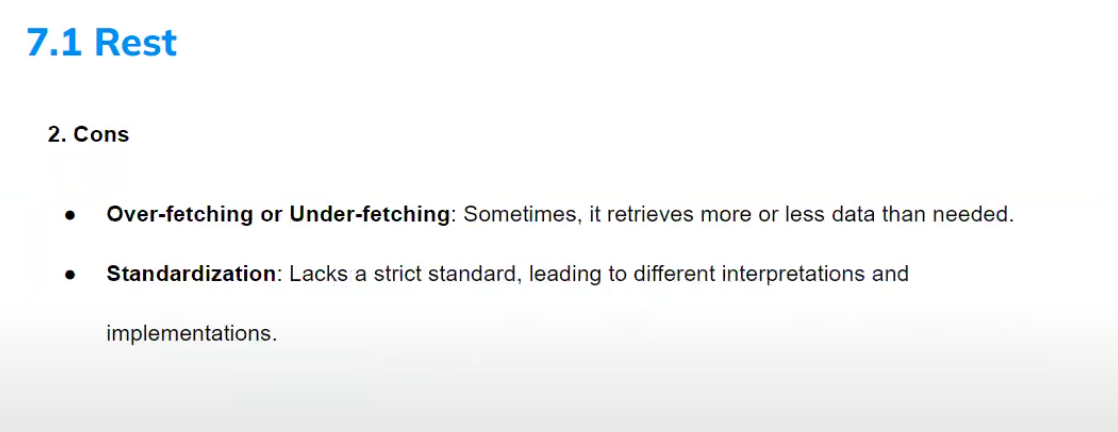 7.1 Rest
2. Cons
● Over-fetching or Under-fetching: Sometimes, it retrieves more or less data than needed.
● Standardization: Lacks a strict standard, leading to different interpretations and
implementations.